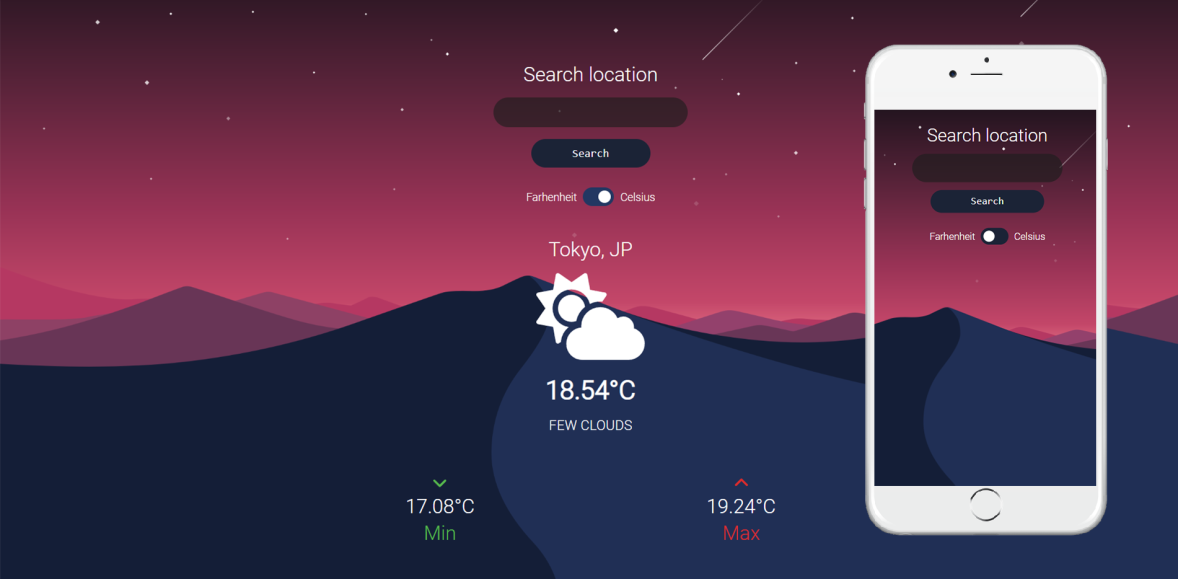 Search location
Search
Farhenheit Celsius
Tokyo, JP
18.54°C
FEW CLOUDS
17.08°C
Min
19.24°C
Max
Search location
Search
Farhenheit Celsius